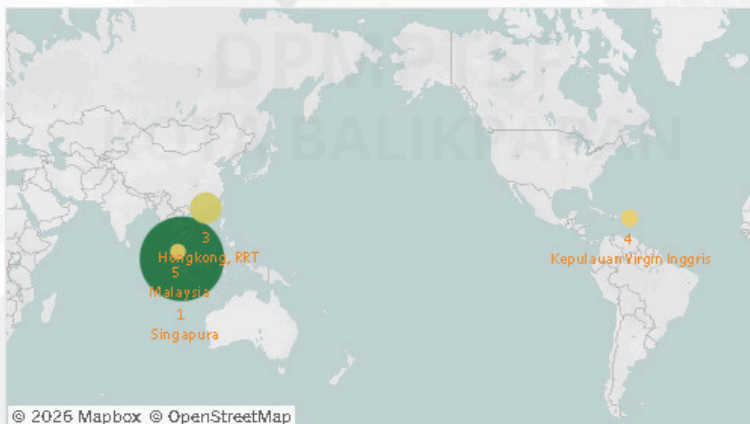 DPMPTSP
KOTA BALIKPAPAN
3
Hongkong, RRT
5
Malaysia
1
Singapura
4
Kepulauan Virgin Inggris
© 2026 Mapbox © OpenStreetMap